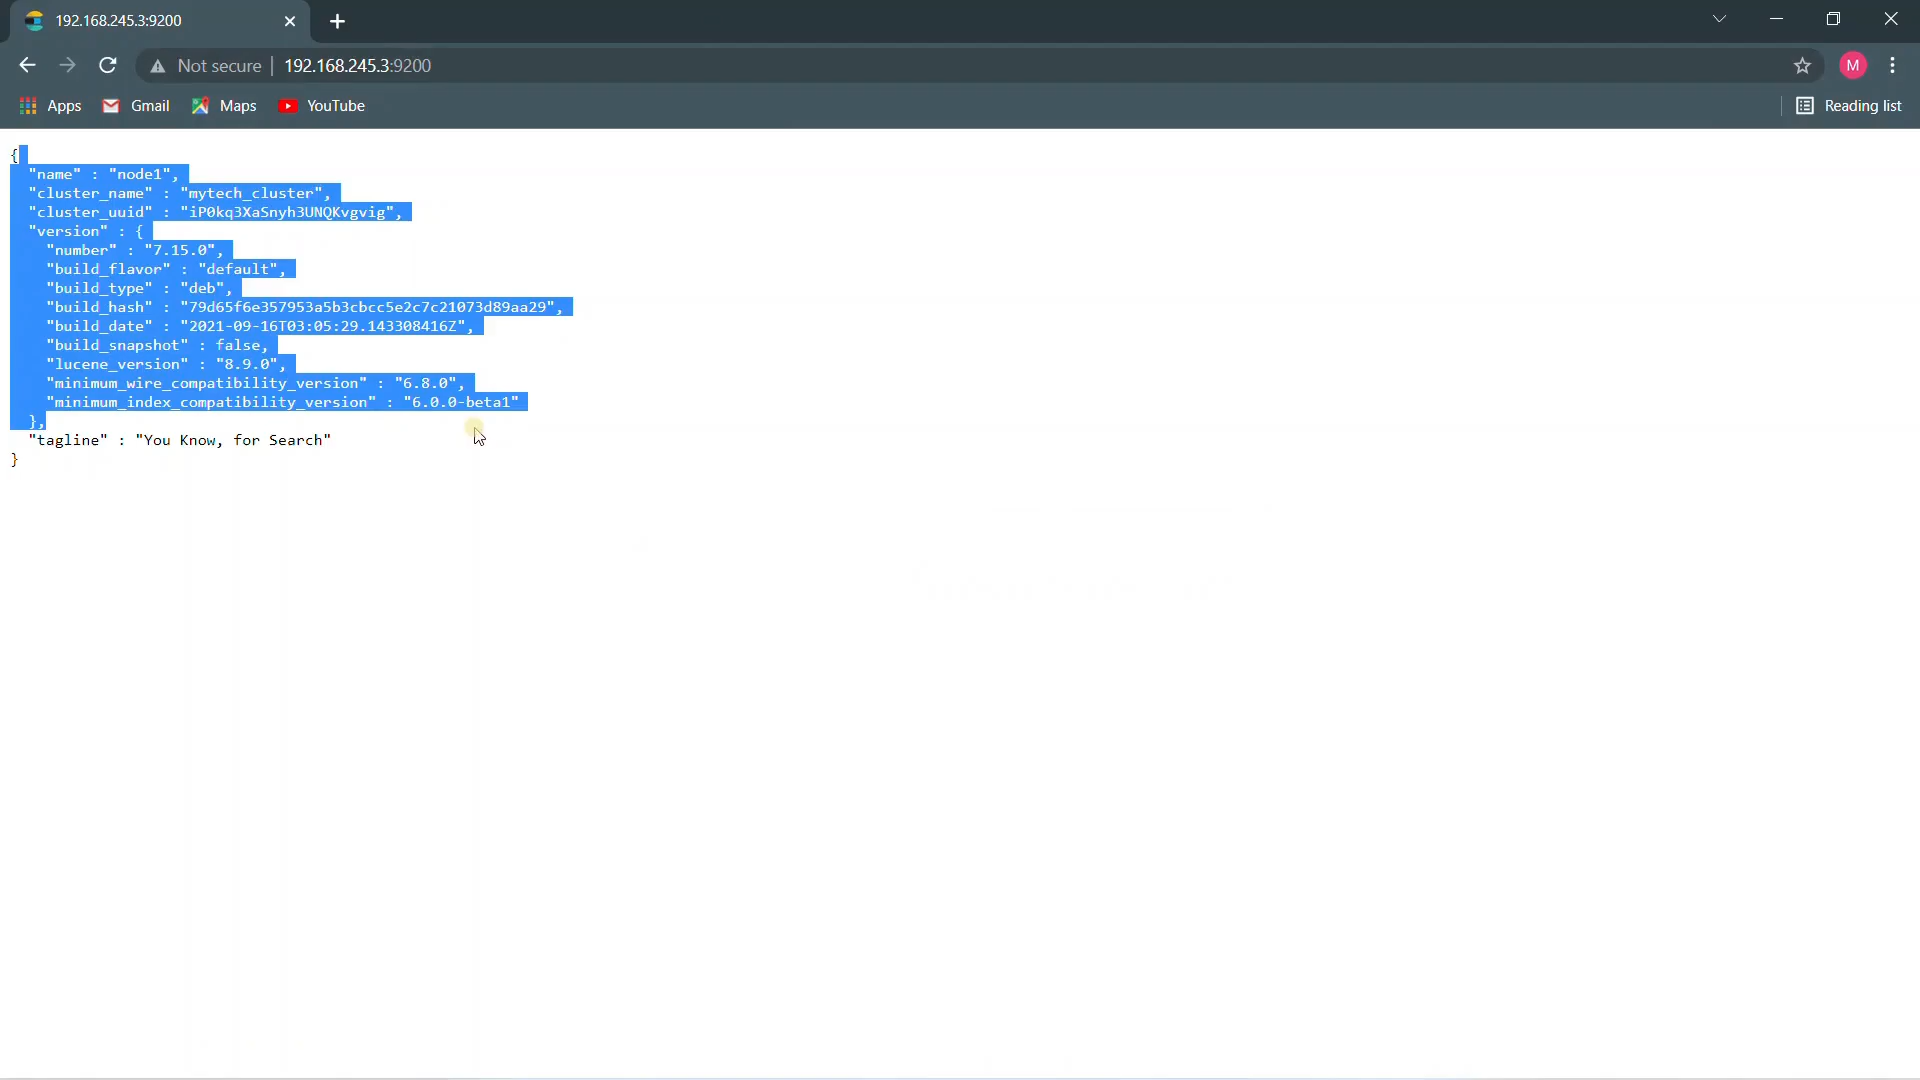 192.168.245.3:9200
Not secure | 192.168.245.3:9200
M
Apps Gmail Maps YouTube Reading list
{
"name" : "node1",
"cluster_name" : "mytech_cluster",
"cluster_uuid" : "iP0kq3XaSnyh3UNQKvgvig",
"version" : {
"number" : "7.15.0",
"build_flavor" : "default",
"build_type" : "deb",
"build_hash" : "79d65f6e357953a5b3cbcc5e2c7c21073d89aa29",
"build_date" : "2021-09-16T03:05:29.143308416Z",
"build_snapshot" : false,
"lucene_version" : "8.9.0",
"minimum_wire_compatibility_version" : "6.8.0",
"minimum_index_compatibility_version" : "6.0.0-beta1"
},
"tagline" : "You Know, for Search"
}